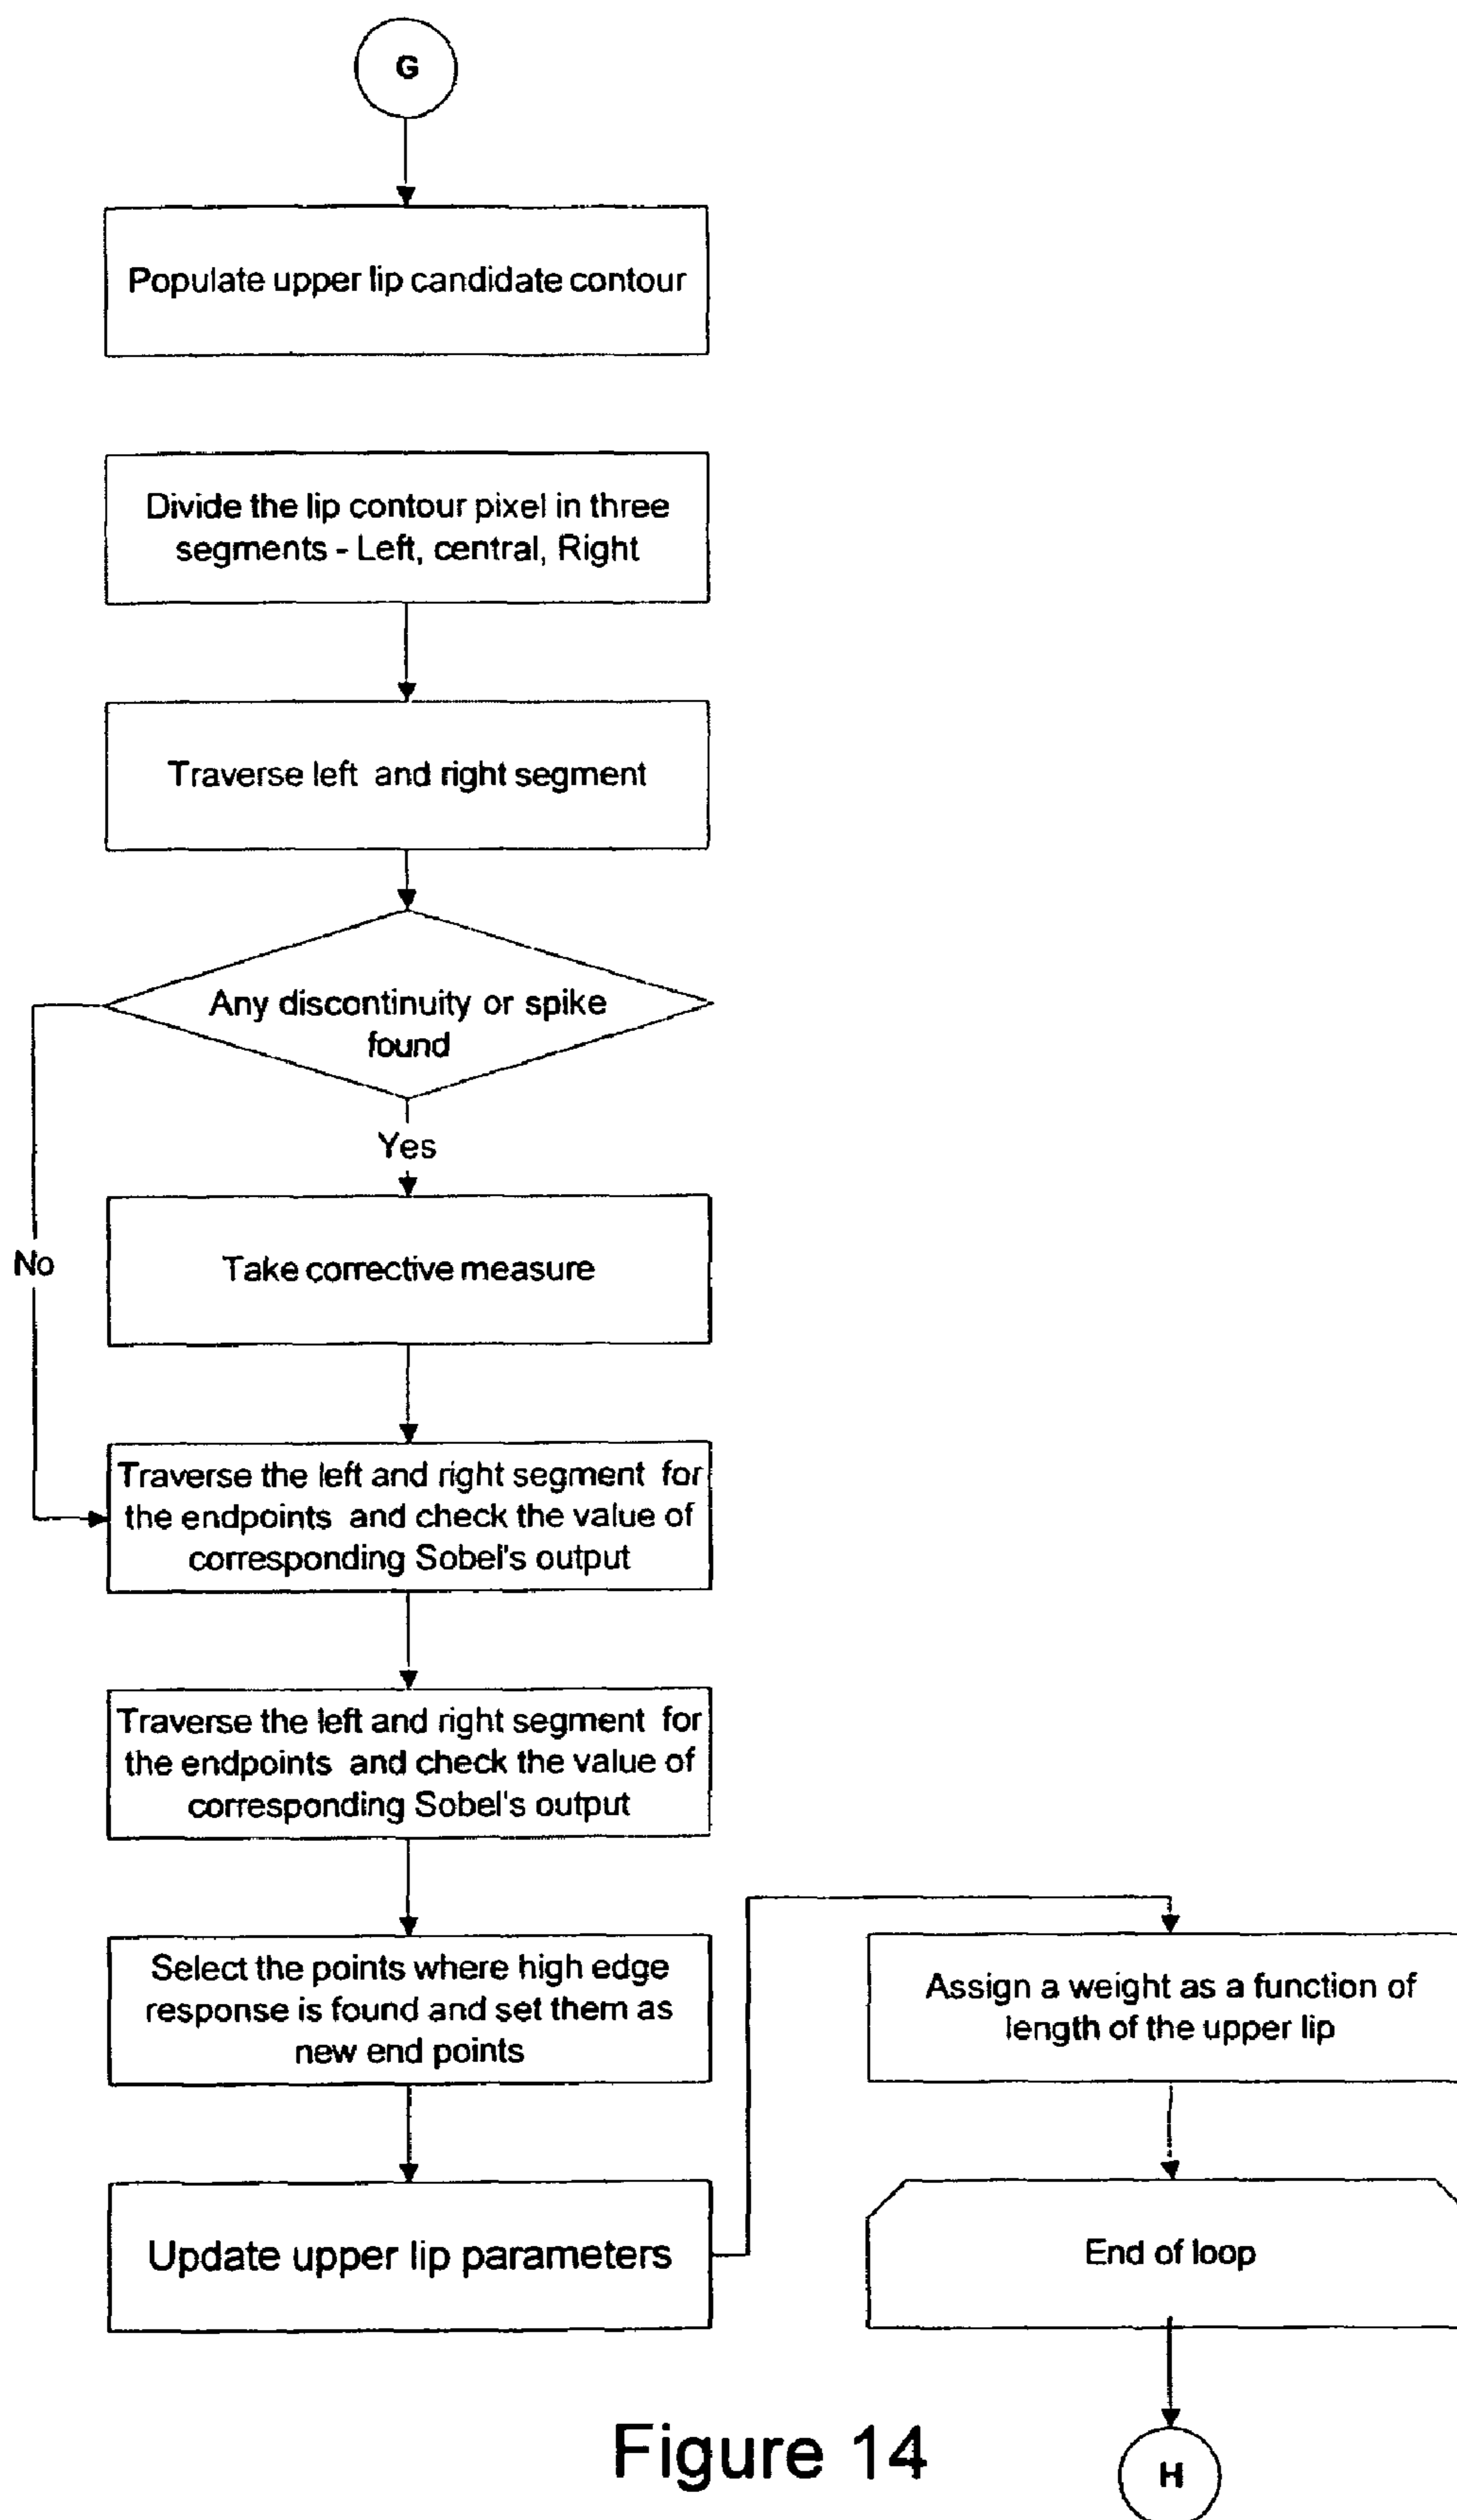 G
Populate upper lip candidate contour
Divide the lip contour pixel in three
segments - Left, central, Right
Traverse left and right segment
Any discontinuity or spike
found
Yes
No
Take corrective measure
Traverse the left and right segment for
the endpoints and check the value of
corresponding Sobel's output
Traverse the left and right segment for
the endpoints and check the value of
corresponding Sobel's output
Select the points where high edge
response is found and set them as
new end points
Update upper lip parameters
Assign a weight as a function of
length of the upper lip
End of loop
H
Figure 14